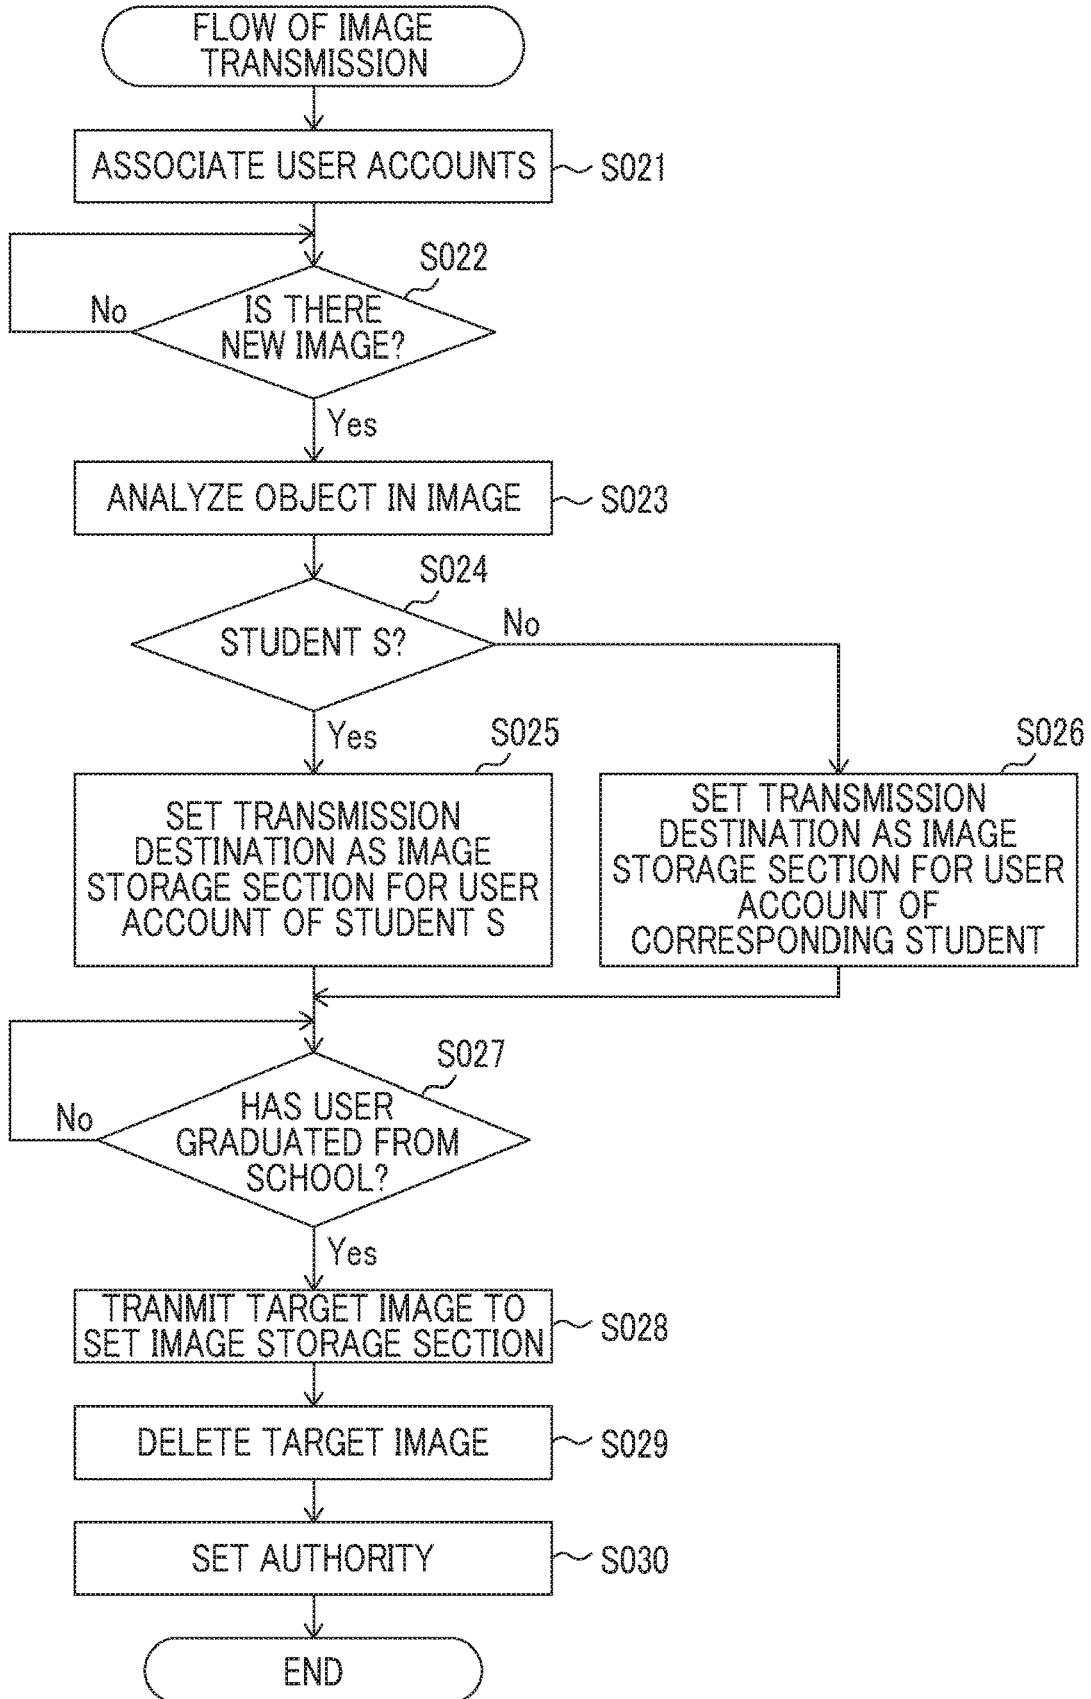 FLOW OF IMAGE
TRANSMISSION
ASSOCIATE USER ACCOUNTS
S021
S022
No
IS THERE
NEW IMAGE?
Yes
ANALYZE OBJECT IN IMAGE
S023
S024
STUDENT S?
No
Yes
S025
S026
SET TRANSMISSION
DESTINATION AS IMAGE
STORAGE SECTION FOR USER
ACCOUNT OF STUDENT S
SET TRANSMISSION
DESTINATION AS IMAGE
STORAGE SECTION FOR USER
ACCOUNT OF
CORRESPONDING STUDENT
S027
No
HAS USER
GRADUATED FROM
SCHOOL?
Yes
TRANMIT TARGET IMAGE TO
SET IMAGE STORAGE SECTION
S028
DELETE TARGET IMAGE
S029
SET AUTHORITY
S030
END